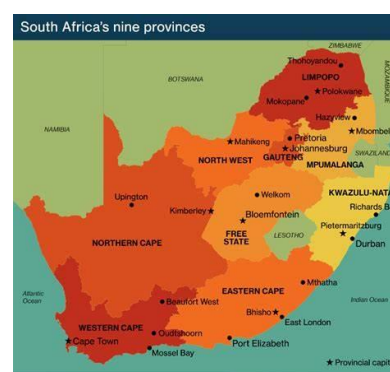 South Africa's nine provinces
ZIMBABWE
Thohoyandou
LIMPOPO
MOZAMBIQUE
BOTSWANA
Polokwane
Mokopane
Hazyview
NAMIBIA
Mbombel
Mahikeng
Pretoria
Johannesburg
SWAZILAND
NORTH WEST
GAUTENG
MPUMALANGA
Upington
Welkom
KWAZULU-NATA
Kimberley
Bloemfontein
Richards B
Pietermaritzburg
FREE
STATE
LESOTHO
Durban
NORTHERN CAPE
Mthatha
Atlantic
Ocean
EASTERN CAPE
Indian Ocean
Beaufort West
Bhisho
East London
WESTERN CAPE
Oudtshoorn
Cape Town
Port Elizabeth
Mossel Bay
Provincial capit